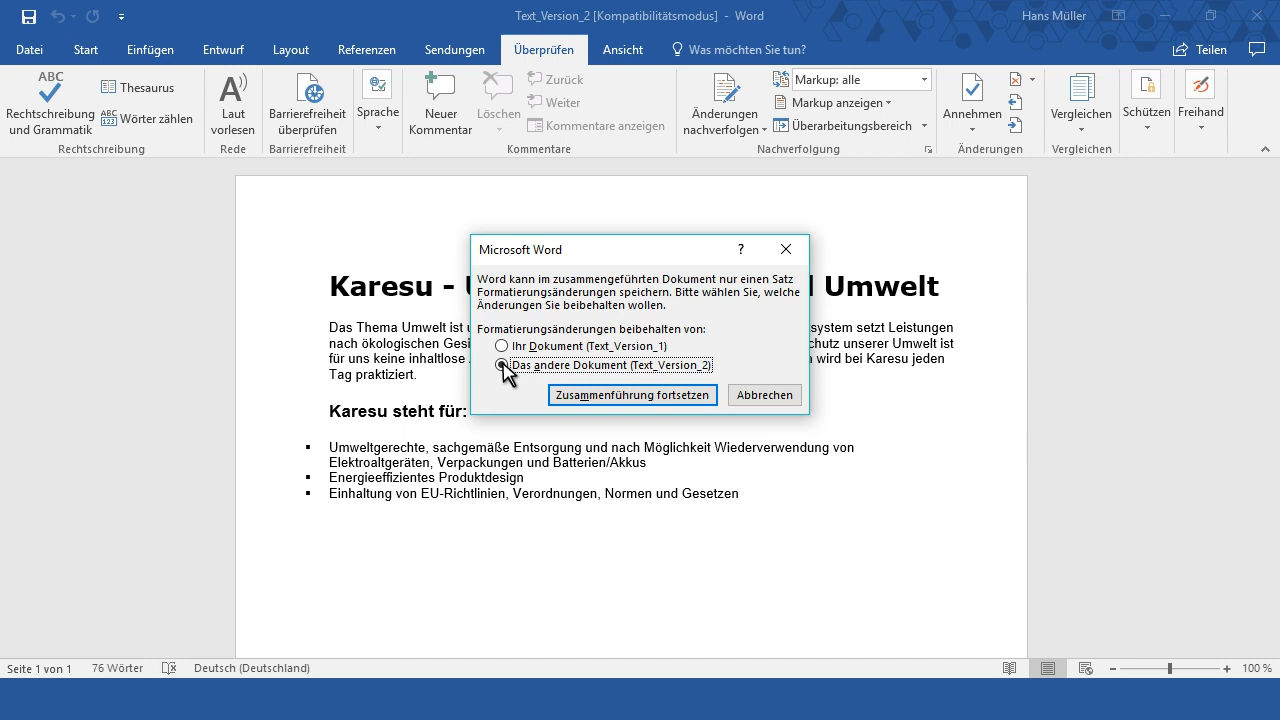 Text_Version_2 [Kompatibilitätsmodus] - Word
Hans Müller
Datei Start Einfügen Entwurf Layout Referenzen Sendungen Überprüfen Ansicht Was möchten Sie tun? Teilen
ABC
Rechtschreibung und Grammatik
Thesaurus
ABC 123 Wörter zählen
Rechtschreibung
A
Laut vorlesen
Rede
Barrierefreiheit überprüfen
Barrierefreiheit
Sprache
Neuer Kommentar
Löschen
Zurück
Weiter
Kommentare anzeigen
Kommentare
Änderungen nachverfolgen
Markup: alle
Markup anzeigen
Überarbeitungsbereich
Nachverfolgung
Annehmen
Änderungen
Vergleichen
Vergleichen
Schützen
Freihand
Microsoft Word ?
Word kann im zusammengeführten Dokument nur einen Satz
Formatierungsänderungen speichern. Bitte wählen Sie, welche
Änderungen Sie beibehalten wollen.
Formatierungsänderungen beibehalten von:
Ihr Dokument (Text_Version_1)
Das andere Dokument (Text_Version_2)
Zusammenführung fortsetzen Abbrechen
Karesu - Umwelt
Das Thema Umwelt ist system setzt Leistungen
nach ökologischen unserer Umwelt ist
für uns keine inhaltlose wird bei Karesu jeden
Tag praktiziert.
Karesu steht für:
▪ Umweltgerechte, sachgemäße Entsorgung und nach Möglichkeit Wiederverwendung von
Elektroaltgeräten, Verpackungen und Batterien/Akkus
▪ Energieeffizientes Produktdesign
▪ Einhaltung von EU-Richtlinien, Verordnungen, Normen und Gesetzen
Seite 1 von 1 76 Wörter Deutsch (Deutschland) 100 %